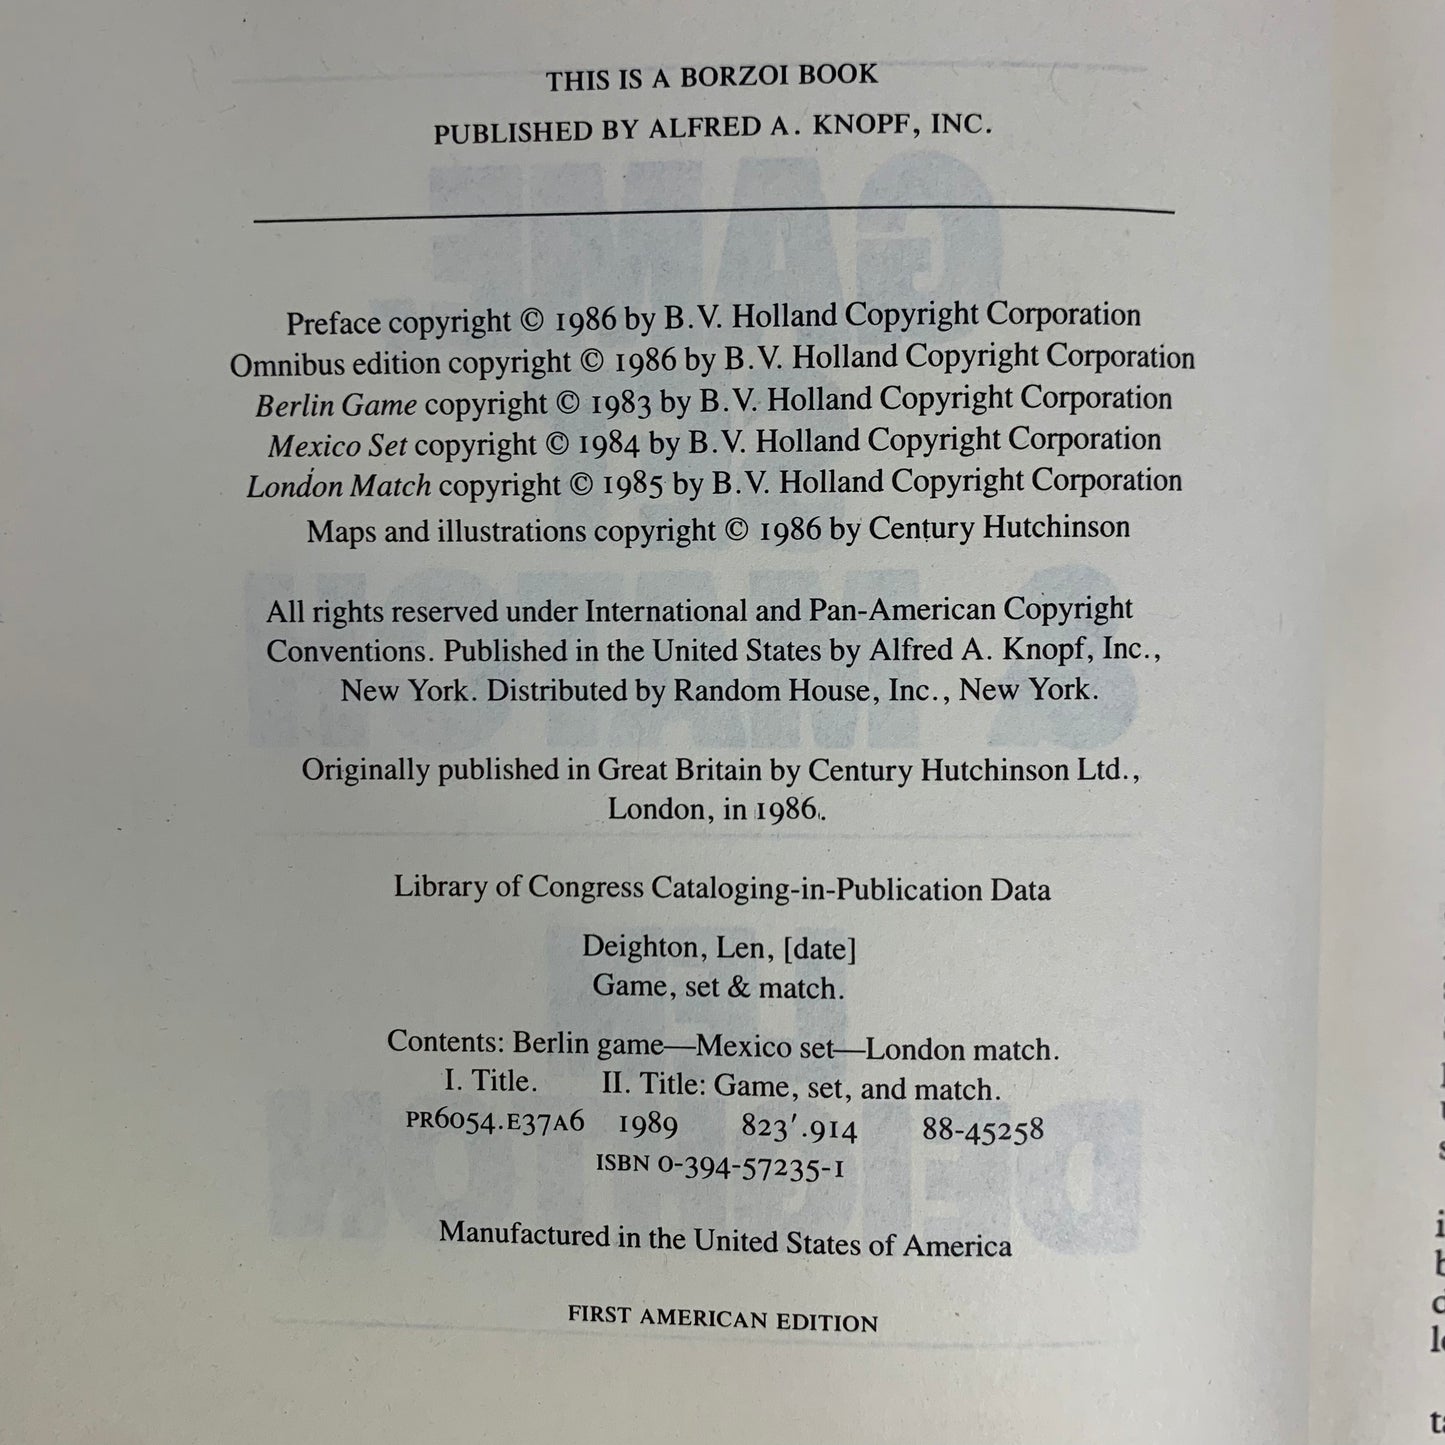 THIS IS A BORZOI BOOK
PUBLISHED BY ALFRED A. KNOPF, INC.
Preface copyright © 1986 by B.V. Holland Copyright Corporation
Omnibus edition copyright © 1986 by B.V. Holland Copyright Corporation
Berlin Game copyright © 1983 by B.V. Holland Copyright Corporation
Mexico Set copyright © 1984 by B.V. Holland Copyright Corporation
London Match copyright © 1985 by B.V. Holland Copyright Corporation
Maps and illustrations copyright © 1986 by Century Hutchinson
All rights reserved under International and Pan-American Copyright
Conventions. Published in the United States by Alfred A. Knopf, Inc.,
New York. Distributed by Random House, Inc., New York.
Originally published in Great Britain by Century Hutchinson Ltd.,
London, in 1986.
Library of Congress Cataloging-in-Publication Data
Deighton, Len, [date]
Game, set & match.
Contents: Berlin game—Mexico set—London match.
I. Title. II. Title: Game, set, and match.
PR6054.E37A6 1989 823′.914 88-45258
ISBN 0-394-57235-1
Manufactured in the United States of America
FIRST AMERICAN EDITION